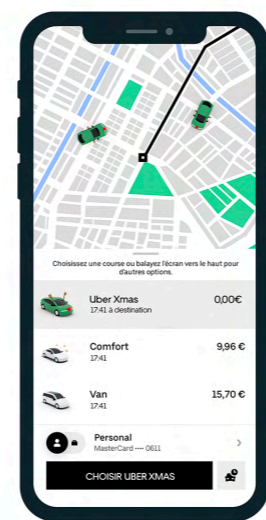 Choisissez une course ou balayez l'écran vers le haut pour
d'autres options.
Uber Xmas 0,00€
17:41 à destination
Comfort 9,96 €
17:41
Van 15,70 €
17:41
Personal
MasterCard — 0611
CHOISIR UBER XMAS